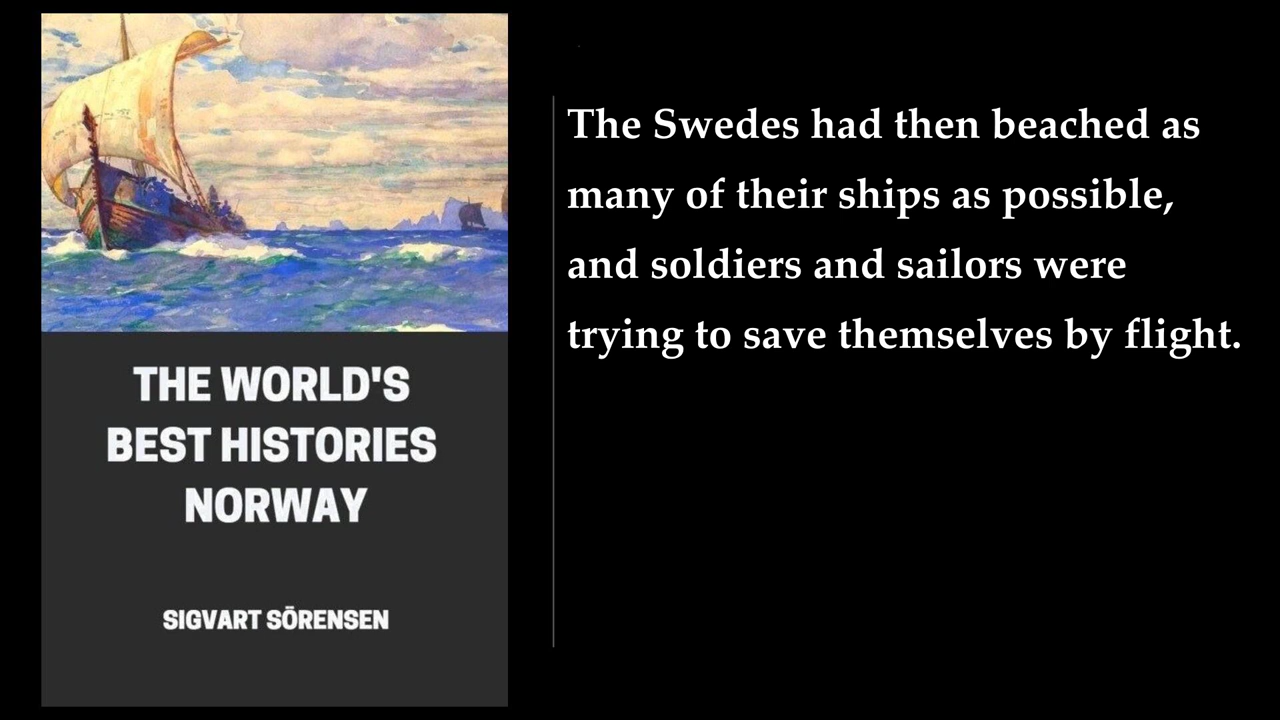 THE WORLD'S
BEST HISTORIES
NORWAY
SIGVART SÖRENSEN
The Swedes had then beached as
many of their ships as possible,
and soldiers and sailors were
trying to save themselves by flight.